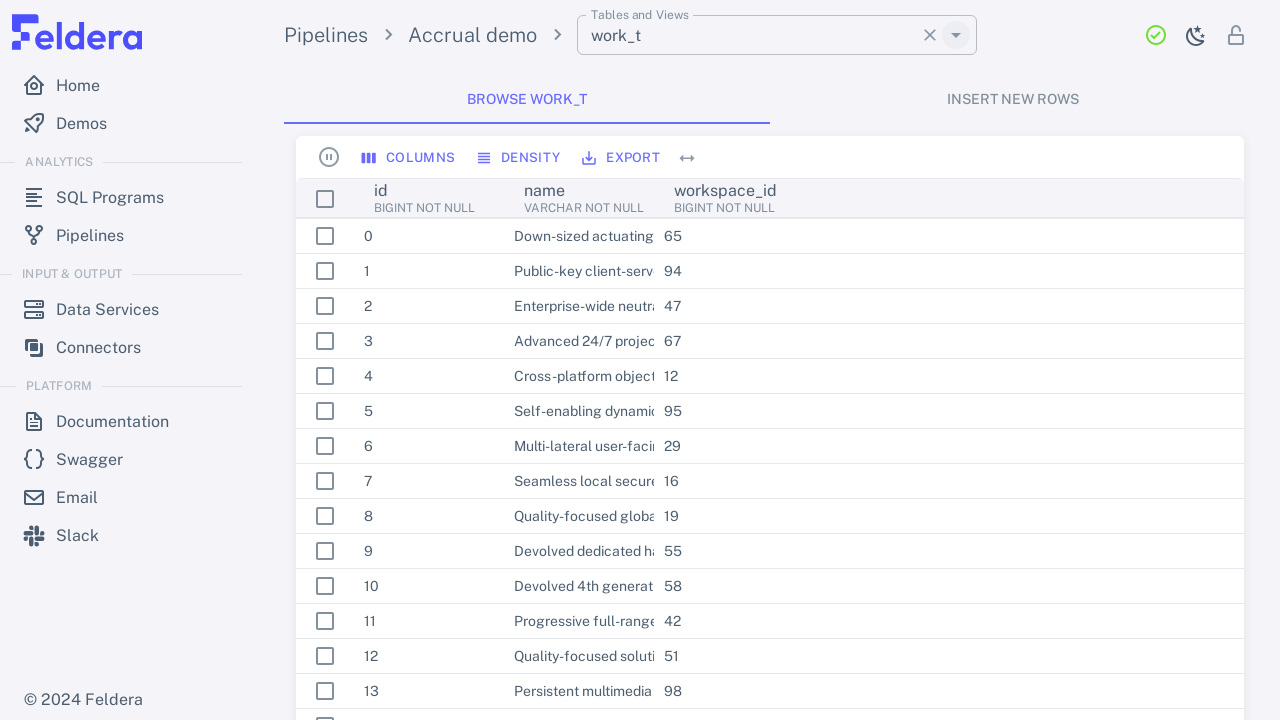 Feldera
Home
Demos
ANALYTICS
SQL Programs
Pipelines
INPUT & OUTPUT
Data Services
Connectors
PLATFORM
Documentation
Swagger
Email
Slack
© 2024 Feldera
Pipelines > Accrual demo >
Tables and Views
work_t
BROWSE WORK_T
INSERT NEW ROWS
COLUMNS DENSITY EXPORT
id name workspace_id
BIGINT NOT NULL VARCHAR NOT NULL BIGINT NOT NULL
0 Down-sized actuating 65
1 Public-key client-serv 94
2 Enterprise-wide neutra 47
3 Advanced 24/7 projec 67
4 Cross-platform object 12
5 Self-enabling dynamic 95
6 Multi-lateral user-facin 29
7 Seamless local secure 16
8 Quality-focused globa 19
9 Devolved dedicated ha 55
10 Devolved 4th generat 58
11 Progressive full-range 42
12 Quality-focused soluti 51
13 Persistent multimedia 98